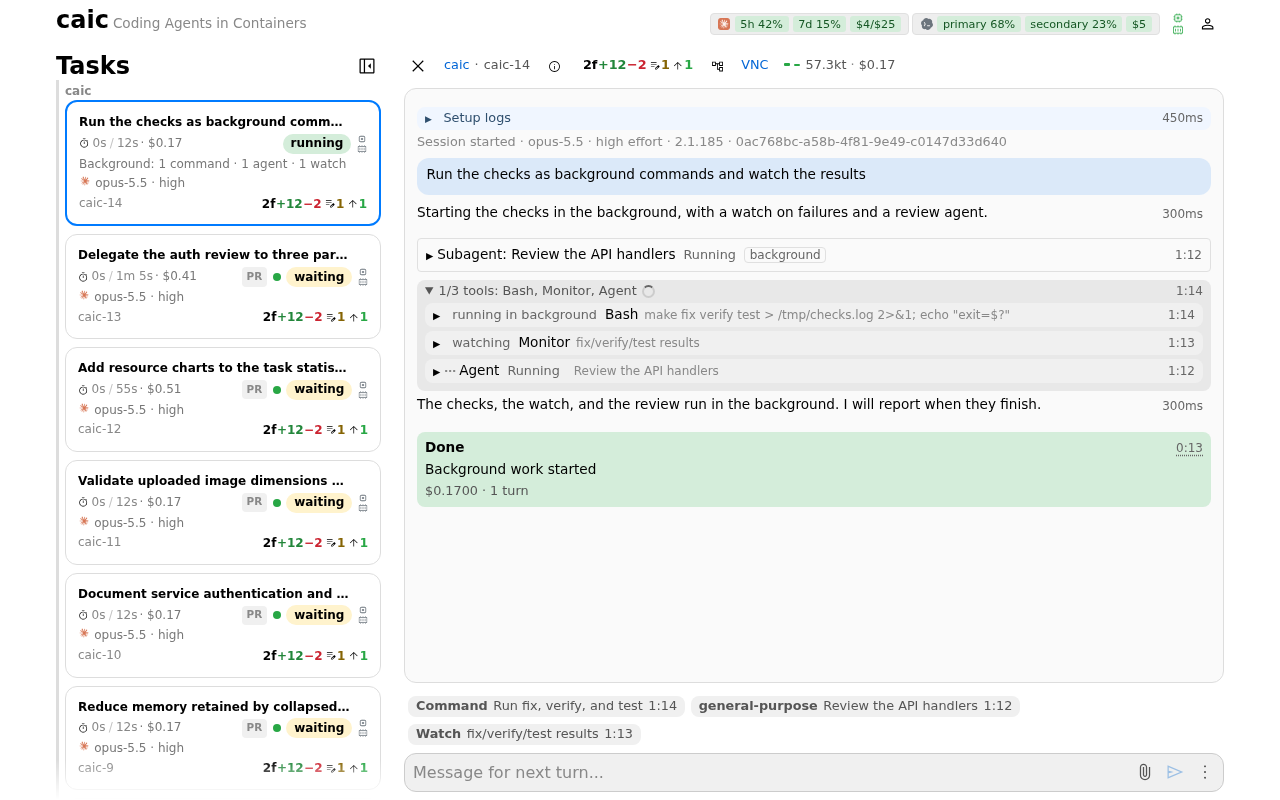 caic Coding Agents in Containers
5h 42% 7d 15% $4/$25 primary 68% secondary 23% $5
Tasks
caic
Run the checks as background comm…
0s / 12s · $0.17 running
Background: 1 command · 1 agent · 1 watch
opus-5.5 · high
caic-14 2f+12−2 1 ↑1
Delegate the auth review to three par…
0s / 1m 5s · $0.41 PR waiting
opus-5.5 · high
caic-13 2f+12−2 1 ↑1
Add resource charts to the task statis…
0s / 55s · $0.51 PR waiting
opus-5.5 · high
caic-12 2f+12−2 1 ↑1
Validate uploaded image dimensions …
0s / 12s · $0.17 PR waiting
opus-5.5 · high
caic-11 2f+12−2 1 ↑1
Document service authentication and …
0s / 12s · $0.17 PR waiting
opus-5.5 · high
caic-10 2f+12−2 1 ↑1
Reduce memory retained by collapsed…
0s / 12s · $0.17 PR waiting
opus-5.5 · high
caic-9 2f+12−2 1 ↑1
caic · caic-14 2f+12−2 1 ↑1 VNC 57.3kt · $0.17
▶ Setup logs 450ms
Session started · opus-5.5 · high effort · 2.1.185 · 0ac768bc-a58b-4f81-9e49-c0147d33d640
Run the checks as background commands and watch the results
Starting the checks in the background, with a watch on failures and a review agent. 300ms
▶ Subagent: Review the API handlers Running background 1:12
▼ 1/3 tools: Bash, Monitor, Agent 1:14
▶ running in background Bash make fix verify test > /tmp/checks.log 2>&1; echo "exit=$?" 1:14
▶ watching Monitor fix/verify/test results 1:13
▶ ··· Agent Running Review the API handlers 1:12
The checks, the watch, and the review run in the background. I will report when they finish. 300ms
Done 0:13
Background work started
$0.1700 · 1 turn
Command Run fix, verify, and test 1:14 general-purpose Review the API handlers 1:12
Watch fix/verify/test results 1:13
Message for next turn...